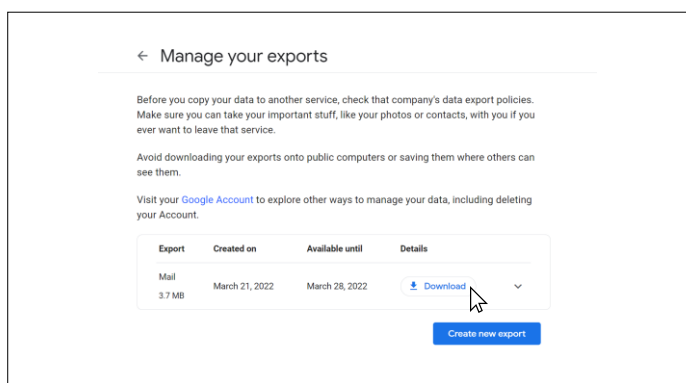 Manage your exports
Before you copy your data to another service, check that company's data export policies.
Make sure you can take your important stuff, like your photos or contacts, with you if you
ever want to leave that service.
Avoid downloading your exports onto public computers or saving them where others can
see them.
Visit your Google Account to explore other ways to manage your data, including deleting
your Account.
Export Created on Available until Details
Mail
3.7 MB
March 21, 2022 March 28, 2022 Download
Create new export